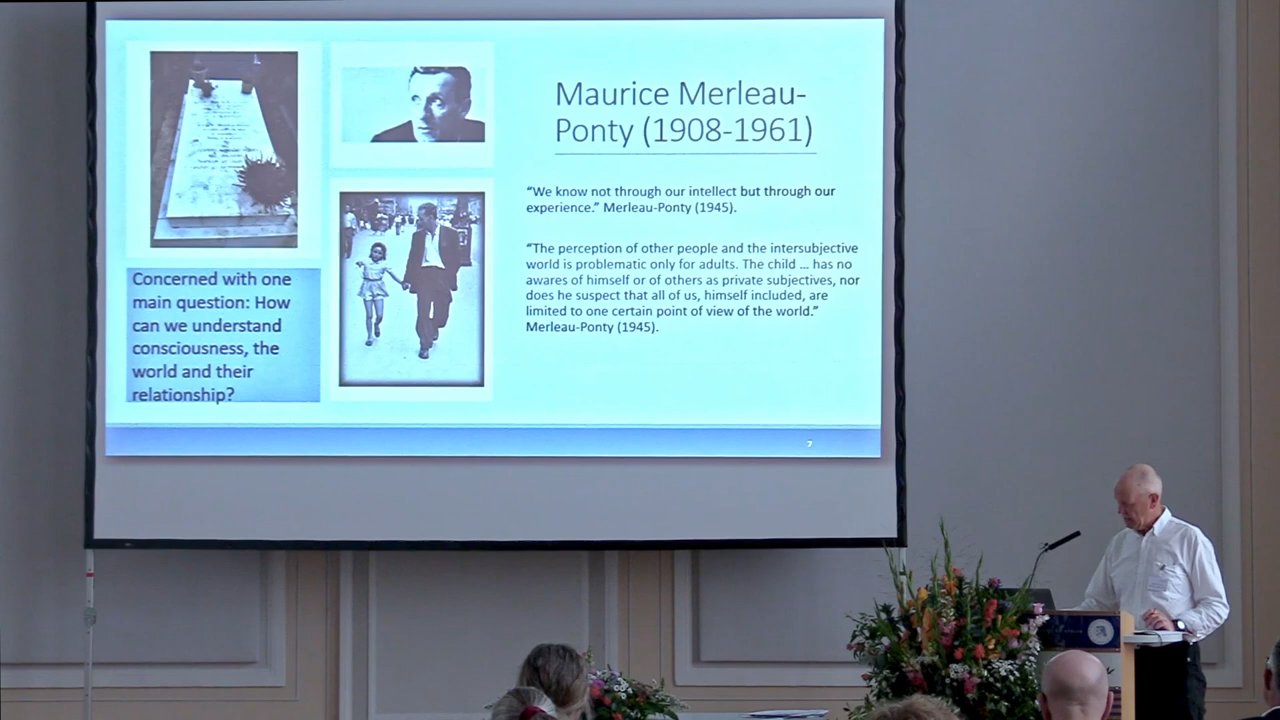 Maurice Merleau-
Ponty (1908-1961)
“We know not through our intellect but through our
experience.” Merleau-Ponty (1945).
“The perception of other people and the intersubjective
world is problematic only for adults. The child ... has no
awares of himself or of others as private subjectives, nor
does he suspect that all of us, himself included, are
limited to one certain point of view of the world.”
Merleau-Ponty (1945).
Concerned with one
main question: How
can we understand
consciousness, the
world and their
relationship?
7